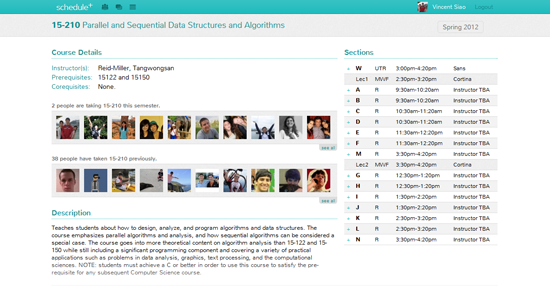 schedule+
Vincent Siao
Logout
15-210 Parallel and Sequential Data Structures and Algorithms
Spring 2012
Course Details
Instructor(s): Reid-Miller, Tangwongsan
Prerequisites: 15122 and 15150
Corequisites: None.
2 people are taking 15-210 this semester.
see all
38 people have taken 15-210 previously.
see all
Description
Teaches students about how to design, analyze, and program algorithms and data structures. The
course emphasizes parallel algorithms and analysis, and how sequential algorithms can be considered a
special case. The course goes into more theoretical content on algorithm analysis than 15-122 and 15-
150 while still including a significant programming component and covering a variety of practical
applications such as problems in data analysis, graphics, text processing, and the computational
sciences. NOTE: students must achieve a C or better in order to use this course to satisfy the pre-
requisite for any subsequent Computer Science course.
Sections
+ W UTR 3:00pm-4:20pm Sans
Lec1 MWF 2:30pm-3:20pm Cortina
+ A R 9:30am-10:20am Instructor TBA
+ B R 9:30am-10:20am Instructor TBA
+ C R 10:30am-11:20am Instructor TBA
+ D R 10:30am-11:20am Instructor TBA
+ E R 11:30am-12:20pm Instructor TBA
+ F R 11:30am-12:20pm Instructor TBA
+ M R 3:30pm-4:20pm Instructor TBA
Lec2 MWF 3:30pm-4:20pm Cortina
+ G R 12:30pm-1:20pm Instructor TBA
+ H R 12:30pm-1:20pm Instructor TBA
+ I R 1:30pm-2:20pm Instructor TBA
+ J R 1:30pm-2:20pm Instructor TBA
+ K R 2:30pm-3:20pm Instructor TBA
+ L R 2:30pm-3:20pm Instructor TBA
+ N R 3:30pm-4:20pm Instructor TBA